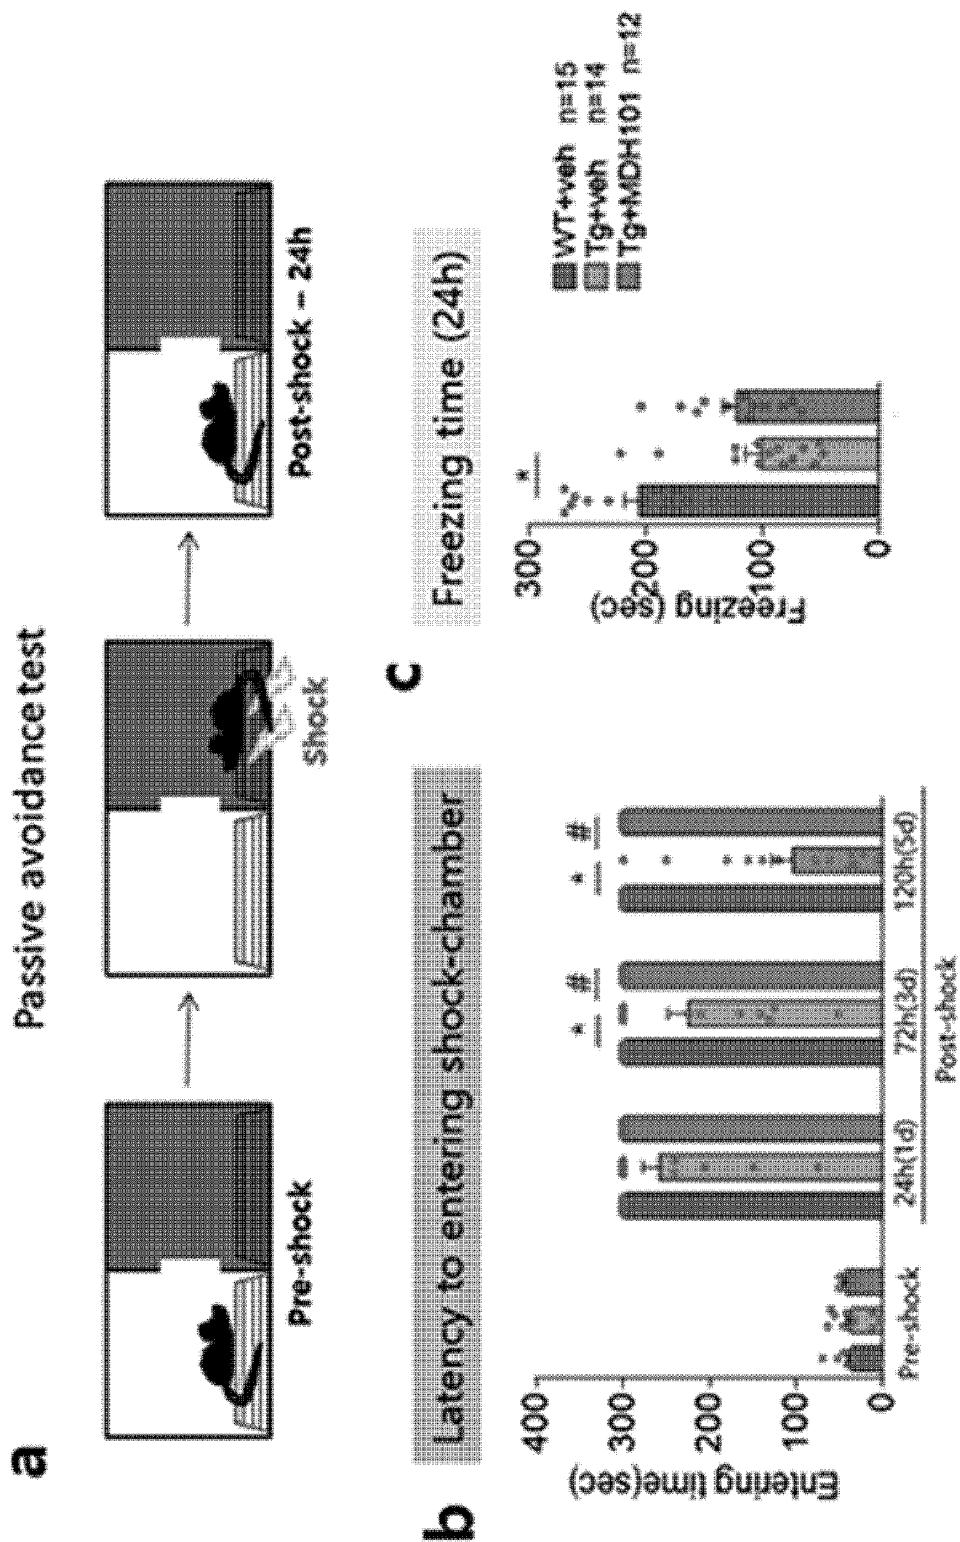 a
Passive avoidance test
Pre-shock
Shock
Post-shock – 24h
b
Latency to entering shock-chamber
Entering time(sec)
400
300
200
100
0
* # * #
Pre-shock 24h(1d) 72h(3d) 120h(5d)
Post-shock
c
Freezing time (24h)
Freezing (sec)
300
200
100
0
*
WT+veh n=15
Tg+veh n=14
Tg+MDH101 n=12